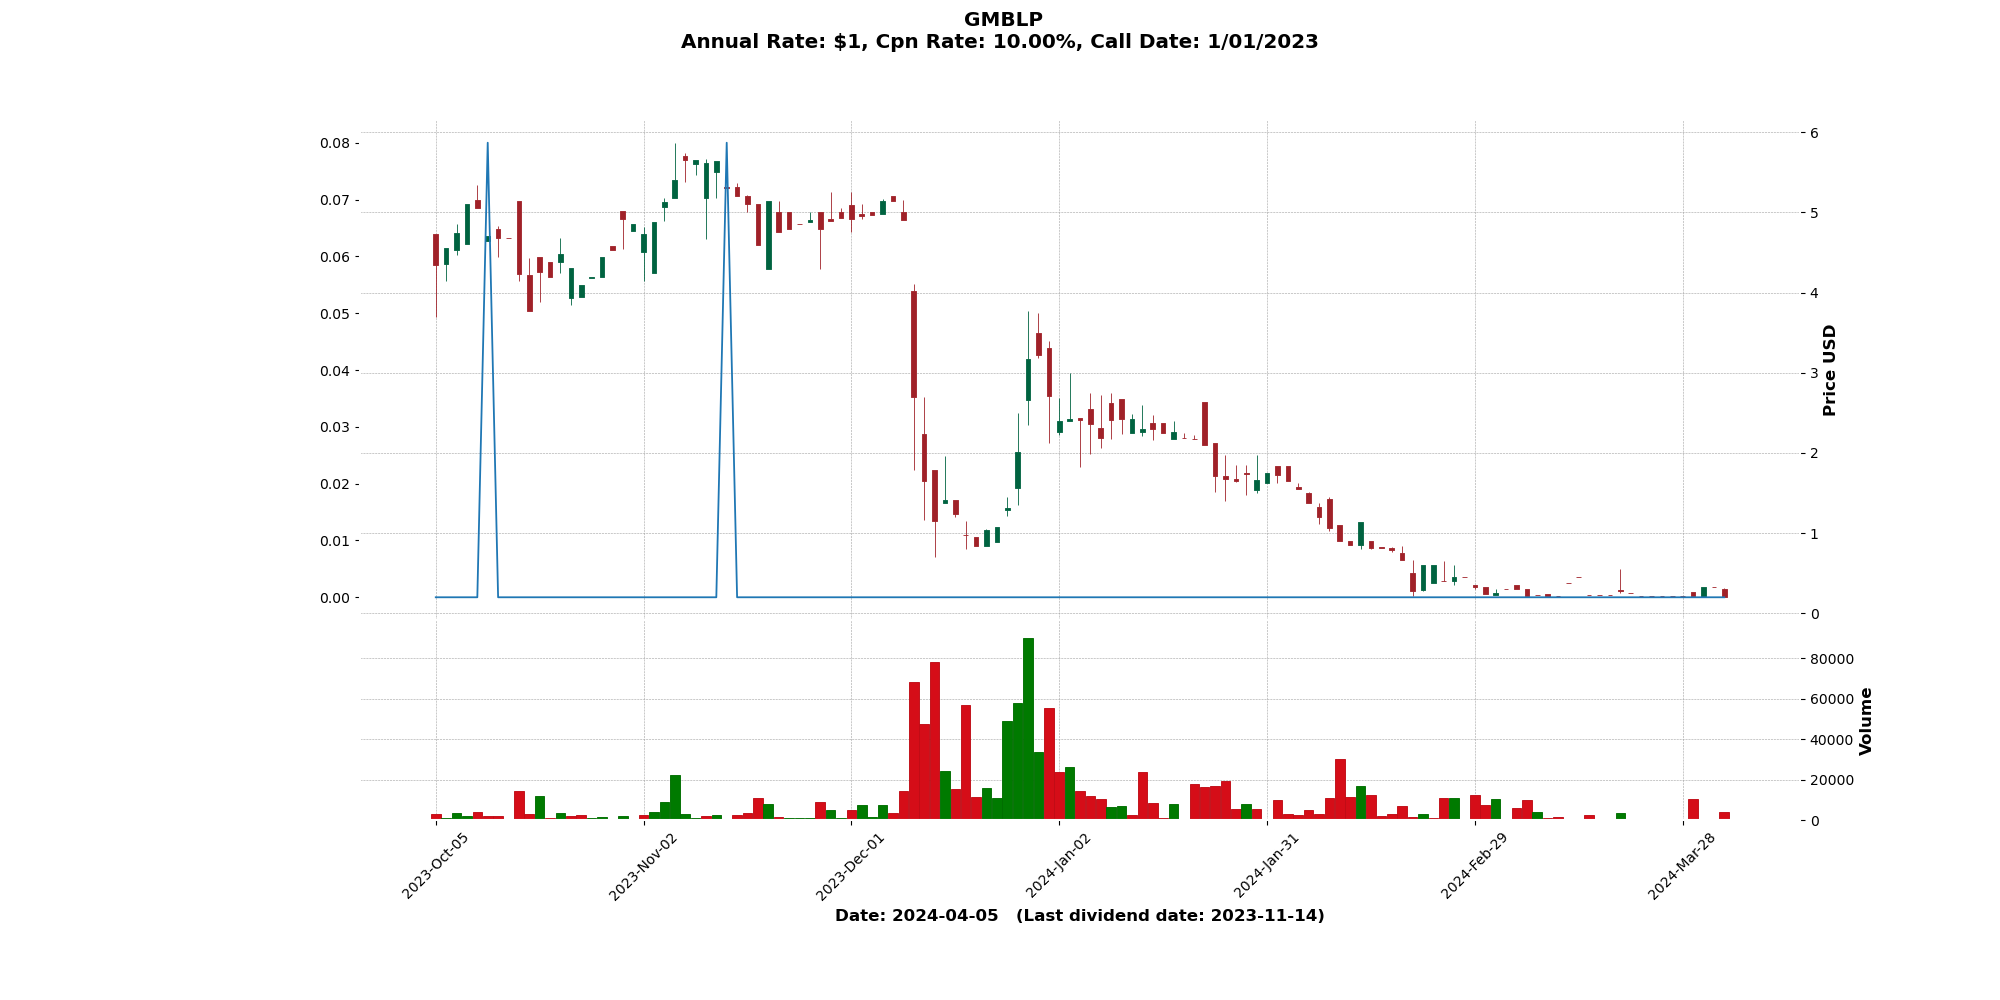 GMBLP
Annual Rate: $1, Cpn Rate: 10.00%, Call Date: 1/01/2023
0.08
0.07
0.06
0.05
0.04
0.03
0.02
0.01
0.00
6
5
4
3
2
1
0
Price USD
80000
60000
40000
20000
0
Volume
2023-Oct-05
2023-Nov-02
2023-Dec-01
2024-Jan-02
2024-Jan-31
2024-Feb-29
2024-Mar-28
Date: 2024-04-05 (Last dividend date: 2023-11-14)